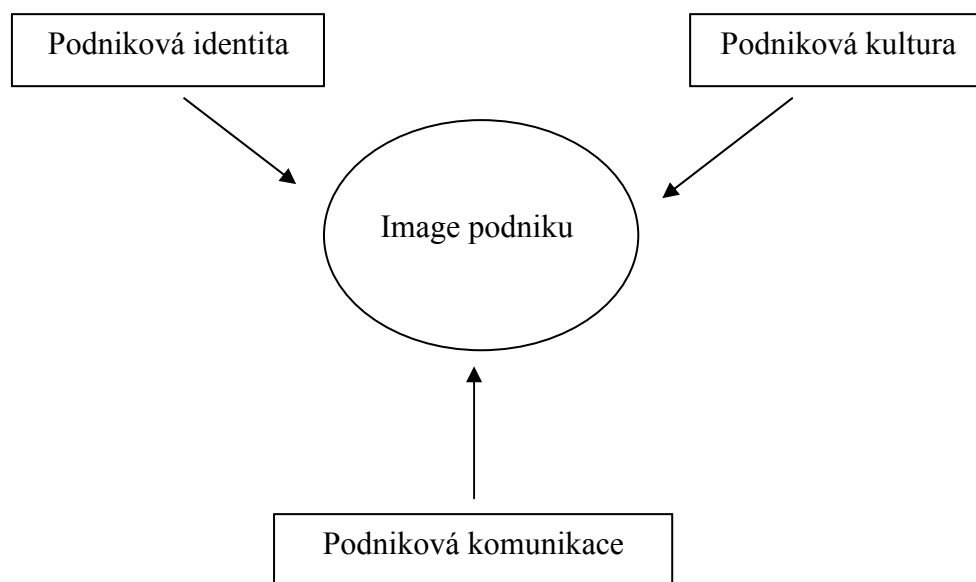 Podniková identita
Podniková kultura
Image podniku
Podniková komunikace